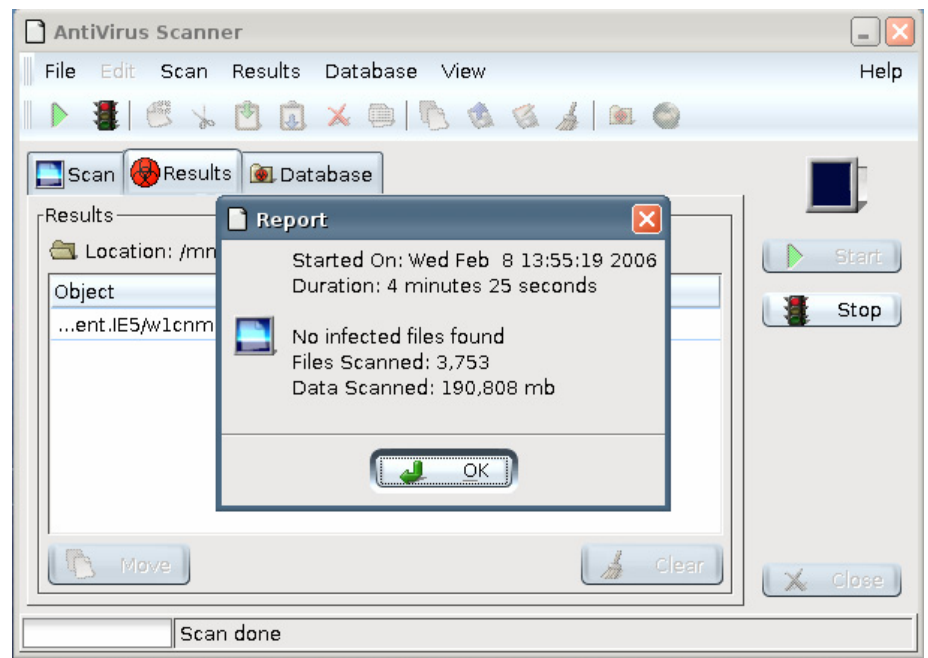 AntiVirus Scanner
File Edit Scan Results Database View Help
Scan Results Database
Results
Location: /mn
Object
...ent.IE5/w1cnm
Report
Started On: Wed Feb 8 13:55:19 2006
Duration: 4 minutes 25 seconds
No infected files found
Files Scanned: 3,753
Data Scanned: 190,808 mb
OK
Start
Stop
Move
Clear
Close
Scan done